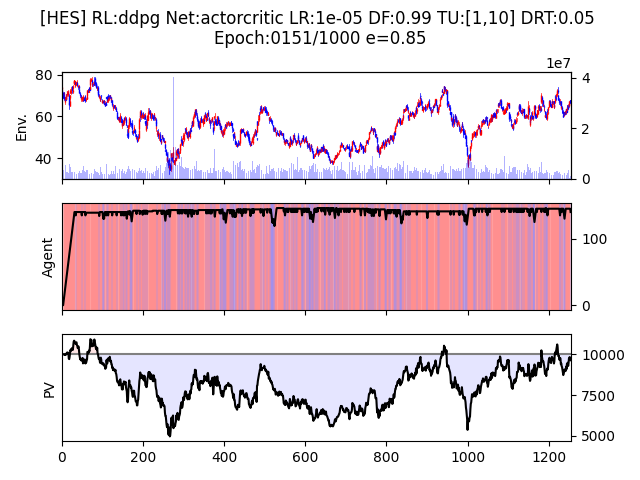 [HES] RL:ddpg Net:actorcritic LR:1e-05 DF:0.99 TU:[1,10] DRT:0.05
Epoch:0151/1000 e=0.85
1e7
80
60
40
Env.
4
2
0
Agent
100
0
PV
10000
7500
5000
0 200 400 600 800 1000 1200